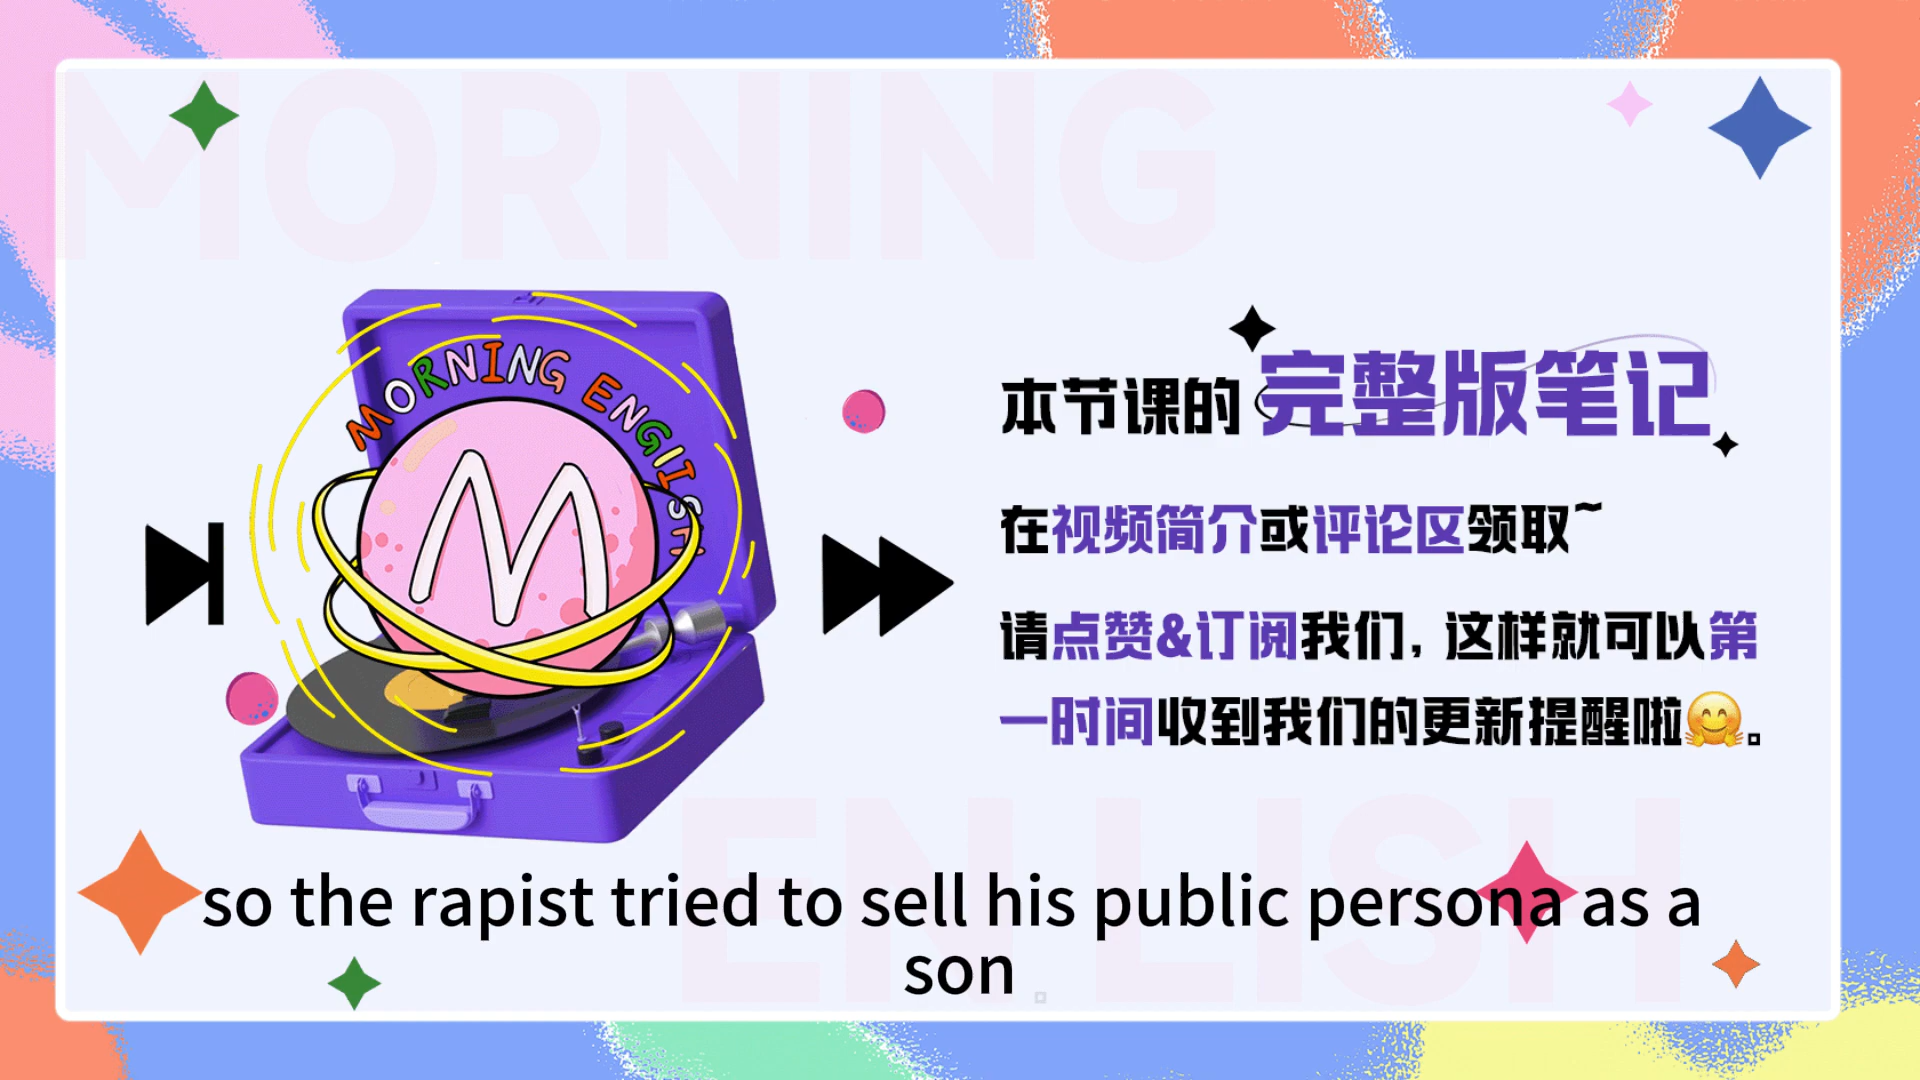 MORNING
MORNING ENGlISH
M
本节课的 完整版笔记
在视频简介或评论区领取~
请点赞&订阅我们，这样就可以第
一时间收到我们的更新提醒啦🤗。
EN LISH
so the rapist tried to sell his public persona as a
son